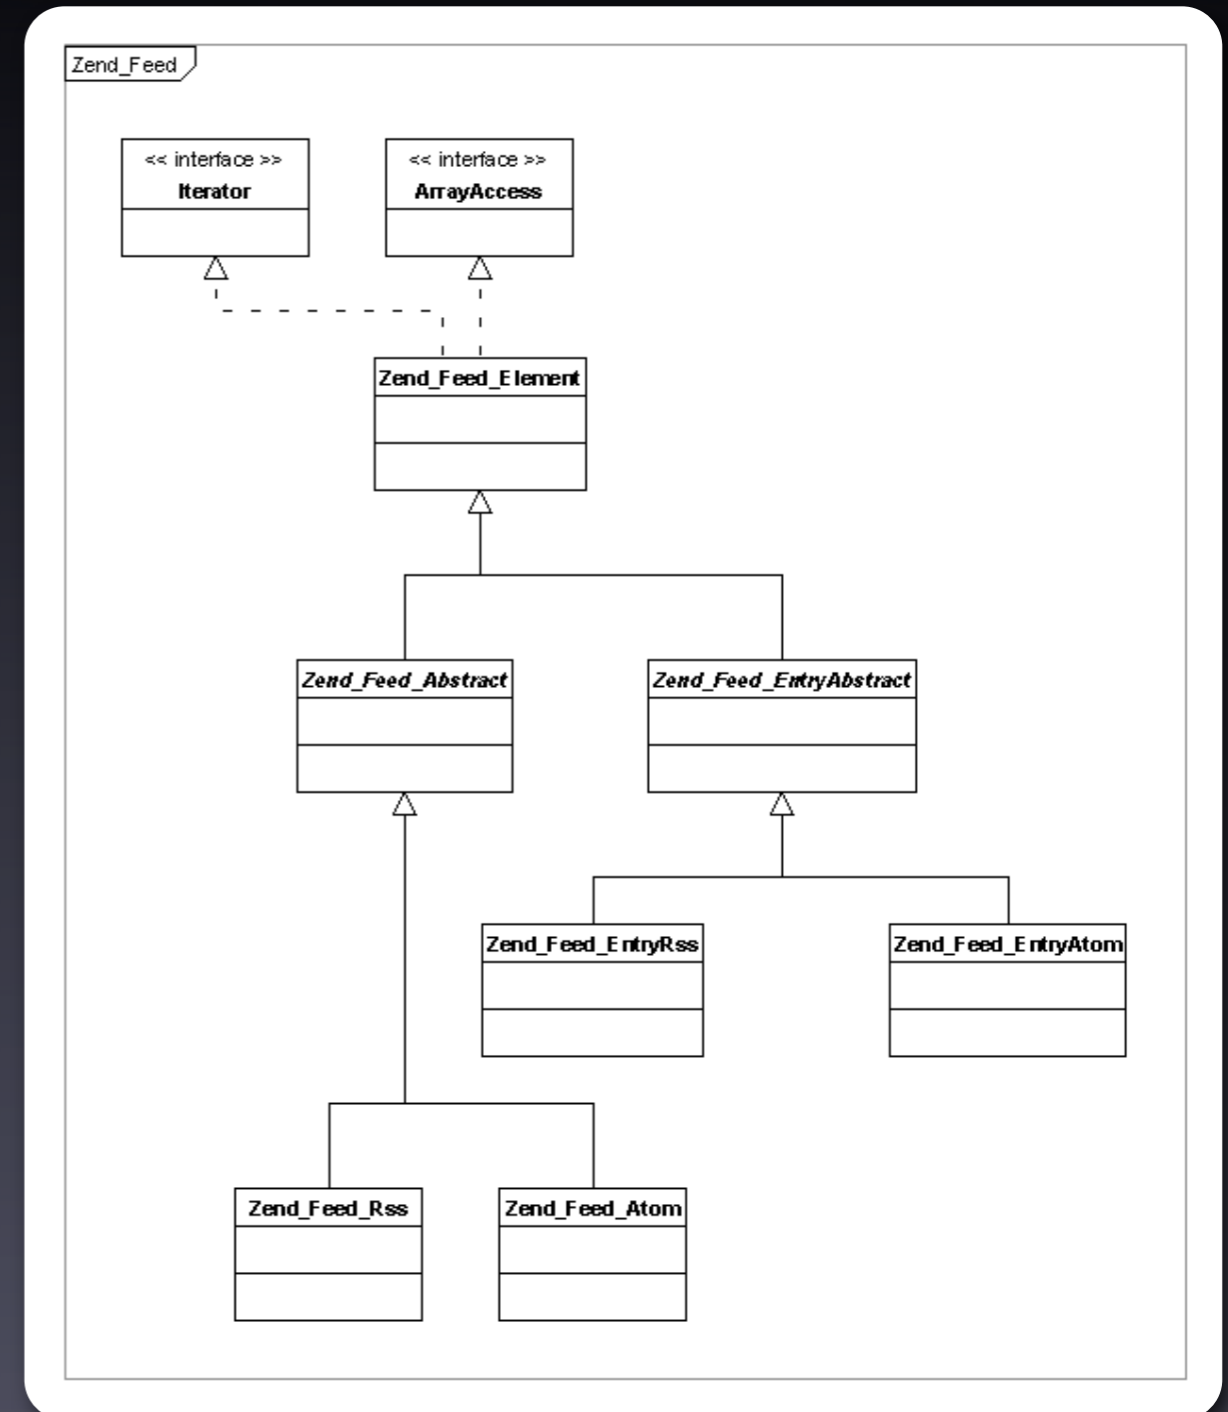 Zend_Feed
<< interface >>
Iterator
<< interface >>
ArrayAccess
Zend_Feed_Element
Zend_Feed_Abstract
Zend_Feed_EntryAbstract
Zend_Feed_EntryRss
Zend_Feed_EntryAtom
Zend_Feed_Rss
Zend_Feed_Atom